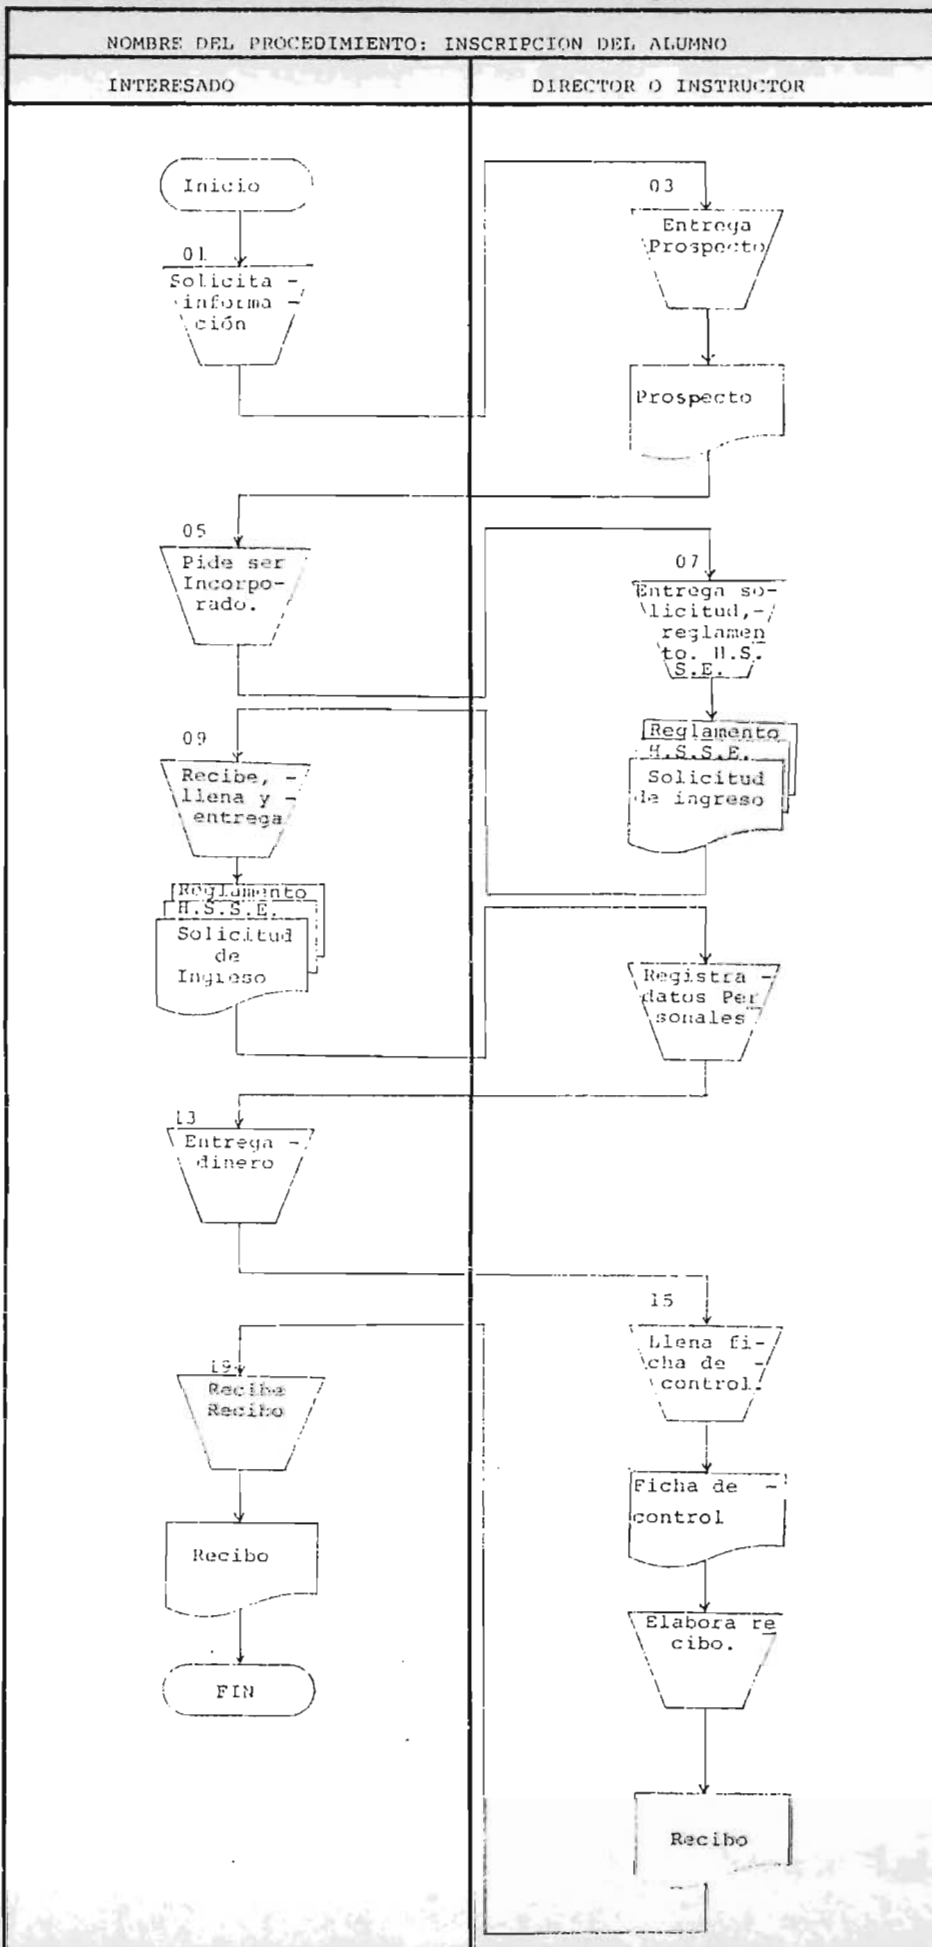 NOMBRE DEL PROCEDIMIENTO: INSCRIPCION DEL ALUMNO
INTERESADO
DIRECTOR O INSTRUCTOR
Inicio
01
Solicita -
informa -
ción
03
Entrega
Prospecto
Prospecto
05
Pide ser
Incorpo-
rado.
07
Entrega so-
licitud,-
reglamen
to. H.S.
S.E.
Reglamento
H.S.S.E.
Solicitud
de ingreso
09
Recibe, -
llena y -
entrega
Reglamento
H.S.S.E.
Solicitud
de
Ingreso
Registra -
datos Per
sonales
13
Entrega -
dinero
15
Llena fi-
cha de -
control.
Ficha de -
control
Elabora re
cibo.
Recibo
19
Recibe
Recibo
Recibo
FIN